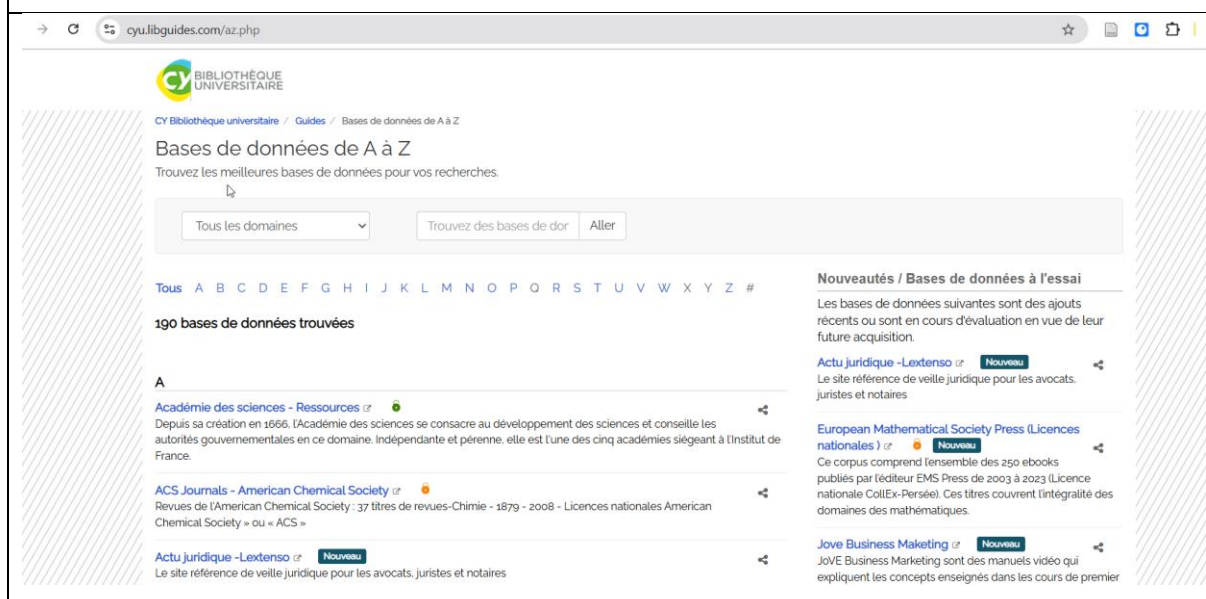 cyu.libguides.com/az.php
CY BIBLIOTHÈQUE
UNIVERSITAIRE
CY Bibliothèque universitaire / Guides / Bases de données de A à Z
Bases de données de A à Z
Trouvez les meilleures bases de données pour vos recherches.
Tous les domaines
Trouvez des bases de dor
Aller
Tous A B C D E F G H I J K L M N O P Q R S T U V W X Y Z #
190 bases de données trouvées
A
Académie des sciences - Ressources
Depuis sa création en 1666, l'Académie des sciences se consacre au développement des sciences et conseille les
autorités gouvernementales en ce domaine. Indépendante et pérenne, elle est l'une des cinq académies siégeant à l'Institut de
France.
ACS Journals - American Chemical Society
Revues de l'American Chemical Society : 37 titres de revues-Chimie - 1879 - 2008 - Licences nationales American
Chemical Society » ou « ACS »
Actu juridique -Lextenso Nouveau
Le site référence de veille juridique pour les avocats, juristes et notaires
Nouveautés / Bases de données à l'essai
Les bases de données suivantes sont des ajouts
récents ou sont en cours d'évaluation en vue de leur
future acquisition.
Actu juridique -Lextenso Nouveau
Le site référence de veille juridique pour les avocats,
juristes et notaires
European Mathematical Society Press (Licences
nationales ) Nouveau
Ce corpus comprend l'ensemble des 250 ebooks
publiés par l'éditeur EMS Press de 2003 à 2023 (Licence
nationale CollEx-Persée). Ces titres couvrent l'intégralité des
domaines des mathématiques.
Jove Business Maketing Nouveau
JoVE Business Marketing sont des manuels vidéo qui
expliquent les concepts enseignés dans les cours de premier